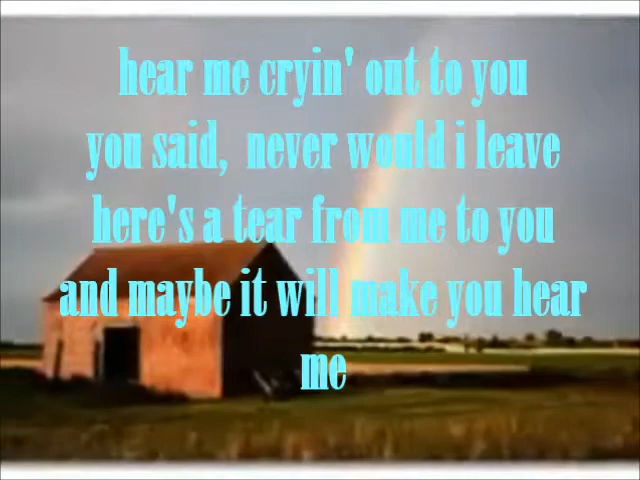 hear me cryin' out to you
you said, never would i leave
here's a tear from me to you
and maybe it will make you hear
me